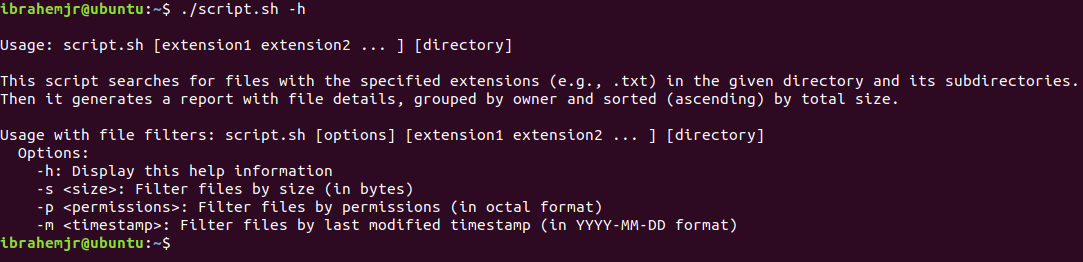 ibrahemjr@ubuntu:~$ ./script.sh -h
Usage: script.sh [extension1 extension2 ... ] [directory]
This script searches for files with the specified extensions (e.g., .txt) in the given directory and its subdirectories.
Then it generates a report with file details, grouped by owner and sorted (ascending) by total size.
Usage with file filters: script.sh [options] [extension1 extension2 ... ] [directory]
Options:
-h: Display this help information
-s <size>: Filter files by size (in bytes)
-p <permissions>: Filter files by permissions (in octal format)
-m <timestamp>: Filter files by last modified timestamp (in YYYY-MM-DD format)
ibrahemjr@ubuntu:~$